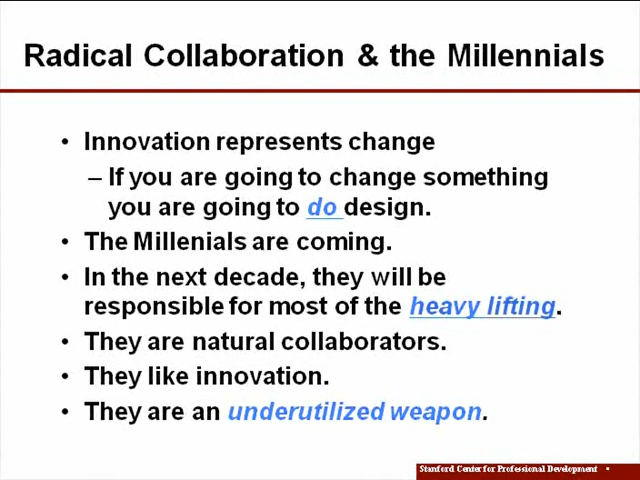 Radical Collaboration & the Millennials
• Innovation represents change
– If you are going to change something
you are going to do design.
• The Millenials are coming.
• In the next decade, they will be
responsible for most of the heavy lifting.
• They are natural collaborators.
• They like innovation.
• They are an underutilized weapon.
Stanford Center for Professional Development •